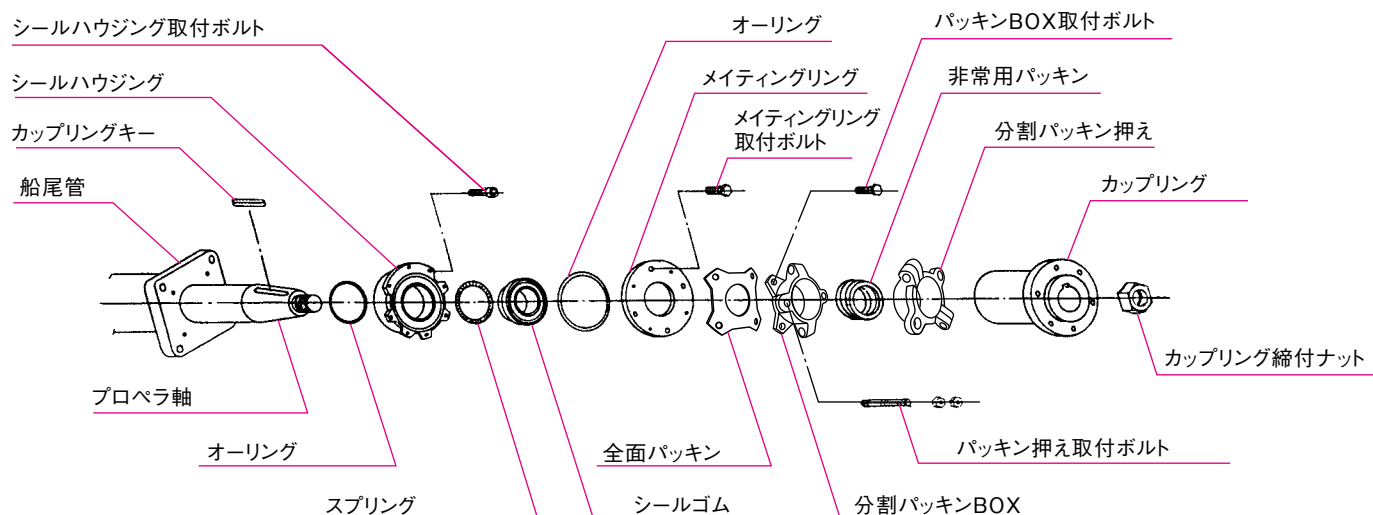 シールハウジング取付ボルト
オーリング
パッキンBOX取付ボルト
シールハウジング
メイティングリング
非常用パッキン
カップリングキー
メイティングリング
取付ボルト
分割パッキン押え
船尾管
カップリング
カップリング締付ナット
プロペラ軸
オーリング
全面パッキン
パッキン押え取付ボルト
スプリング
シールゴム
分割パッキンBOX